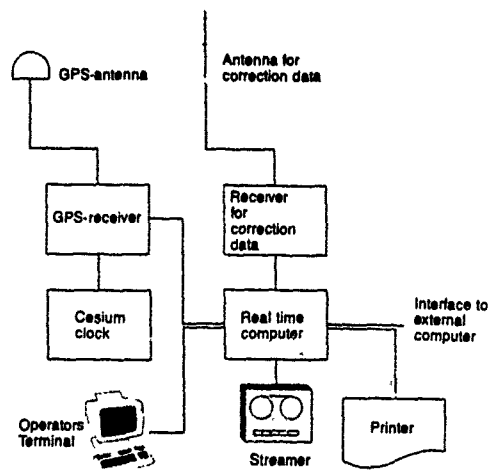 GPS-antenna
Antenna for
correction data
GPS-receiver
Receiver
for
correction
data
Cesium
clock
Real time
computer
Interface to
external
computer
Operators
Terminal
Streamer
Printer